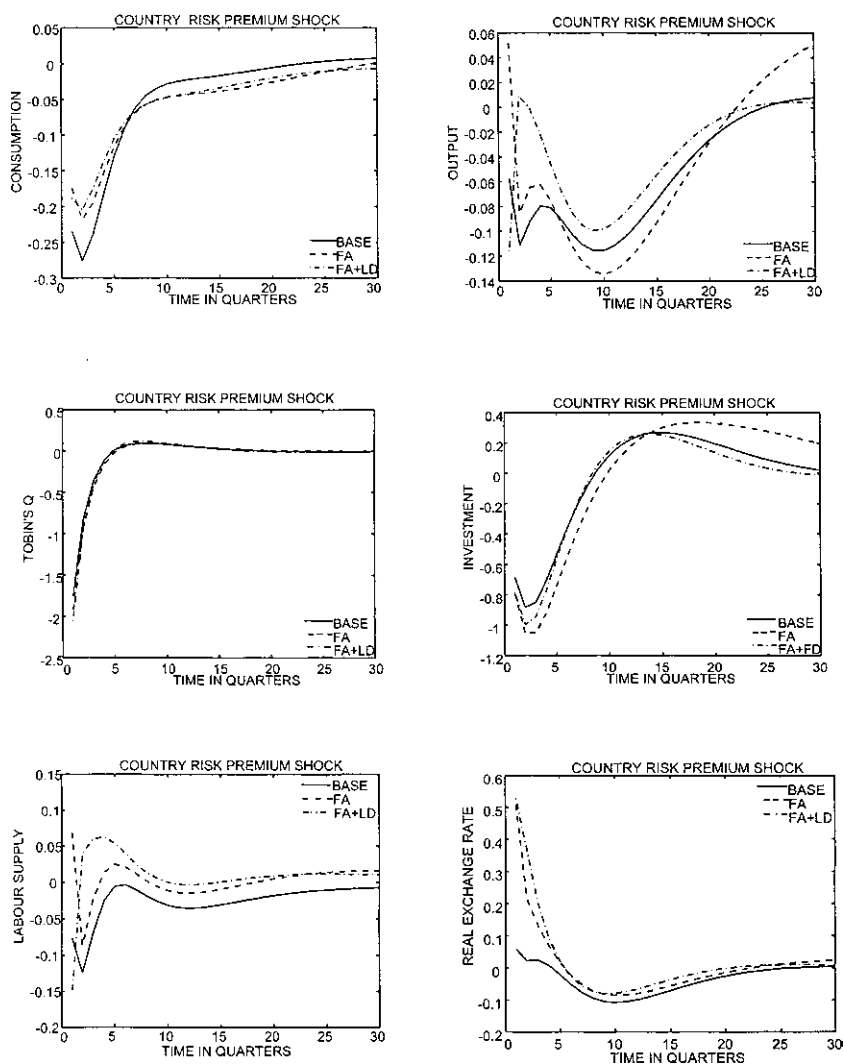 COUNTRY RISK PREMIUM SHOCK
0.05
0
-0.05
-0.1
-0.15
-0.2
-0.25
-0.3
CONSUMPTION
BASE
FA
FA+LD
0 5 10 15 20 25 30
TIME IN QUARTERS
COUNTRY RISK PREMIUM SHOCK
0.06
0.04
0.02
0
-0.02
-0.04
-0.06
-0.08
-0.1
-0.12
-0.14
OUTPUT
BASE
FA
FA+LD
0 5 10 15 20 25 30
TIME IN QUARTERS
COUNTRY RISK PREMIUM SHOCK
0.5
0
-0.5
-1
-1.5
-2
-2.5
TOBIN'S Q
BASE
FA
FA+LD
0 5 10 15 20 25 30
TIME IN QUARTERS
COUNTRY RISK PREMIUM SHOCK
0.4
0.2
0
-0.2
-0.4
-0.6
-0.8
-1
-1.2
INVESTMENT
BASE
FA
FA+FD
0 5 10 15 20 25 30
TIME IN QUARTERS
COUNTRY RISK PREMIUM SHOCK
0.15
0.1
0.05
0
-0.05
-0.1
-0.15
-0.2
LABOUR SUPPLY
BASE
FA
FA+LD
0 5 10 15 20 25 30
TIME IN QUARTERS
COUNTRY RISK PREMIUM SHOCK
0.6
0.5
0.4
0.3
0.2
0.1
0
-0.1
-0.2
REAL EXCHANGE RATE
BASE
FA
FA+LD
0 5 10 15 20 25 30
TIME IN QUARTERS